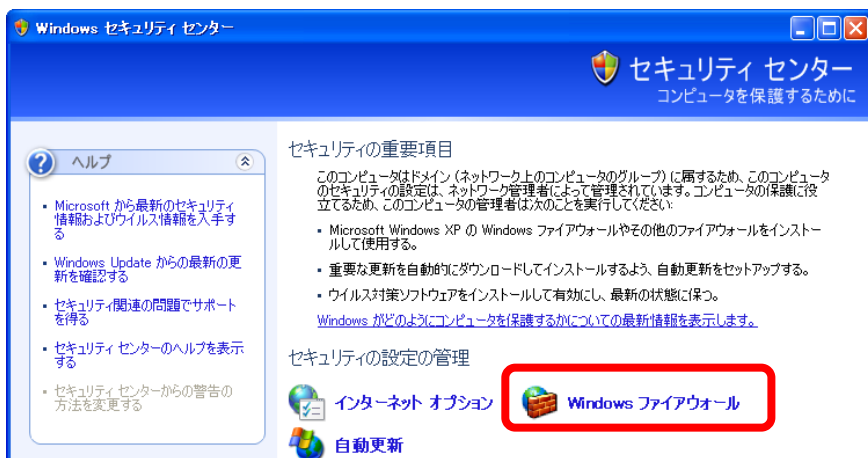 Windows セキュリティ センター
セキュリティ センター
コンピュータを保護するために
ヘルプ
Microsoft から最新のセキュリティ
情報およびウイルス情報を入手す
る
Windows Update からの最新の更
新を確認する
セキュリティ関連の問題でサポート
を得る
セキュリティ センターのヘルプを表示
する
セキュリティ センターからの警告の
方法を変更する
セキュリティの重要項目
このコンピュータはドメイン (ネットワーク上のコンピュータのグループ) に属するため、このコンピュータ
のセキュリティの設定は、ネットワーク管理者によって管理されています。コンピュータの保護に役
立てるため、このコンピュータの管理者は次のことを実行してください:
Microsoft Windows XP の Windows ファイアウォールやその他のファイアウォールをインストー
ルして使用する。
重要な更新を自動的にダウンロードしてインストールするよう、自動更新をセットアップする。
ウイルス対策ソフトウェアをインストールして有効にし、最新の状態に保つ。
Windows がどのようにコンピュータを保護するかについての最新情報を表示します。
セキュリティの設定の管理
インターネット オプション
Windows ファイアウォール
自動更新